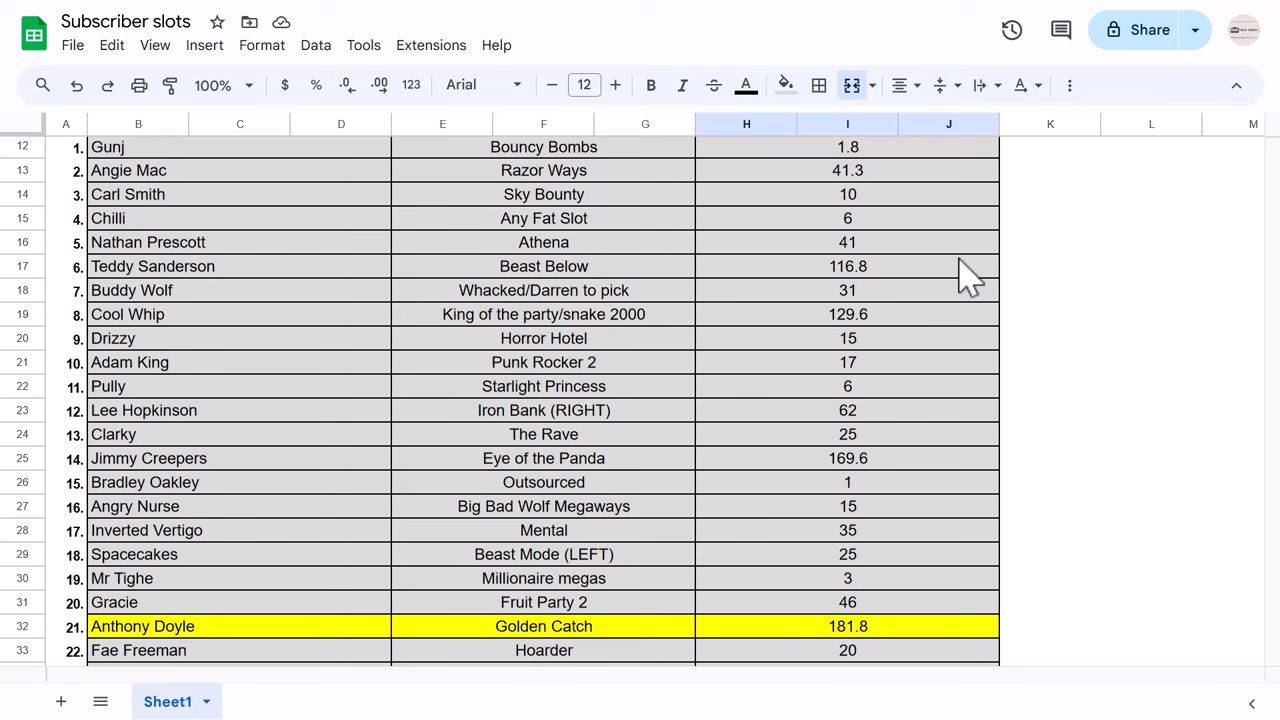 Subscriber slots
File Edit View Insert Format Data Tools Extensions Help
Share
100% $ % .0 .00 123 Arial 12 B I A A
A B C D E F G H I J K L M
12 1. Gunj Bouncy Bombs 1.8
13 2. Angie Mac Razor Ways 41.3
14 3. Carl Smith Sky Bounty 10
15 4. Chilli Any Fat Slot 6
16 5. Nathan Prescott Athena 41
17 6. Teddy Sanderson Beast Below 116.8
18 7. Buddy Wolf Whacked/Darren to pick 31
19 8. Cool Whip King of the party/snake 2000 129.6
20 9. Drizzy Horror Hotel 15
21 10. Adam King Punk Rocker 2 17
22 11. Pully Starlight Princess 6
23 12. Lee Hopkinson Iron Bank (RIGHT) 62
24 13. Clarky The Rave 25
25 14. Jimmy Creepers Eye of the Panda 169.6
26 15. Bradley Oakley Outsourced 1
27 16. Angry Nurse Big Bad Wolf Megaways 15
28 17. Inverted Vertigo Mental 35
29 18. Spacecakes Beast Mode (LEFT) 25
30 19. Mr Tighe Millionaire megas 3
31 20. Gracie Fruit Party 2 46
32 21. Anthony Doyle Golden Catch 181.8
33 22. Fae Freeman Hoarder 20
Sheet1